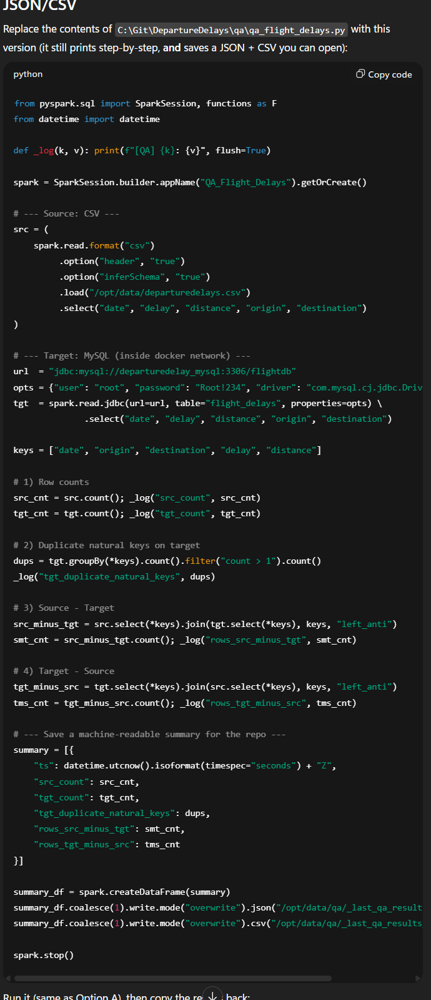 JSON/CSV
Replace the contents of C:\Git\DepartureDelays\qa\qa_flight_delays.py with this
version (it still prints step-by-step, and saves a JSON + CSV you can open):
python
Copy code
from pyspark.sql import SparkSession, functions as F
from datetime import datetime
def _log(k, v): print(f"[QA] {k}: {v}", flush=True)
spark = SparkSession.builder.appName("QA_Flight_Delays").getOrCreate()
# --- Source: CSV ---
src = (
    spark.read.format("csv")
         .option("header", "true")
         .option("inferSchema", "true")
         .load("/opt/data/departuredelays.csv")
         .select("date", "delay", "distance", "origin", "destination")
)
# --- Target: MySQL (inside docker network) ---
url  = "jdbc:mysql://departuredelay_mysql:3306/flightdb"
opts = {"user": "root", "password": "Root!234", "driver": "com.mysql.cj.jdbc.Driv
tgt  = spark.read.jdbc(url=url, table="flight_delays", properties=opts) \
              .select("date", "delay", "distance", "origin", "destination")
keys = ["date", "origin", "destination", "delay", "distance"]
# 1) Row counts
src_cnt = src.count(); _log("src_count", src_cnt)
tgt_cnt = tgt.count(); _log("tgt_count", tgt_cnt)
# 2) Duplicate natural keys on target
dups = tgt.groupBy(*keys).count().filter("count > 1").count()
_log("tgt_duplicate_natural_keys", dups)
# 3) Source - Target
src_minus_tgt = src.select(*keys).join(tgt.select(*keys), keys, "left_anti")
smt_cnt = src_minus_tgt.count(); _log("rows_src_minus_tgt", smt_cnt)
# 4) Target - Source
tgt_minus_src = tgt.select(*keys).join(src.select(*keys), keys, "left_anti")
tms_cnt = tgt_minus_src.count(); _log("rows_tgt_minus_src", tms_cnt)
# --- Save a machine-readable summary for the repo ---
summary = [{
    "ts": datetime.utcnow().isoformat(timespec="seconds") + "Z",
    "src_count": src_cnt,
    "tgt_count": tgt_cnt,
    "tgt_duplicate_natural_keys": dups,
    "rows_src_minus_tgt": smt_cnt,
    "rows_tgt_minus_src": tms_cnt
}]
summary_df = spark.createDataFrame(summary)
summary_df.coalesce(1).write.mode("overwrite").json("/opt/data/qa/_last_qa_result
summary_df.coalesce(1).write.mode("overwrite").csv("/opt/data/qa/_last_qa_results
spark.stop()
Run it (same as Option A), then copy the re back: